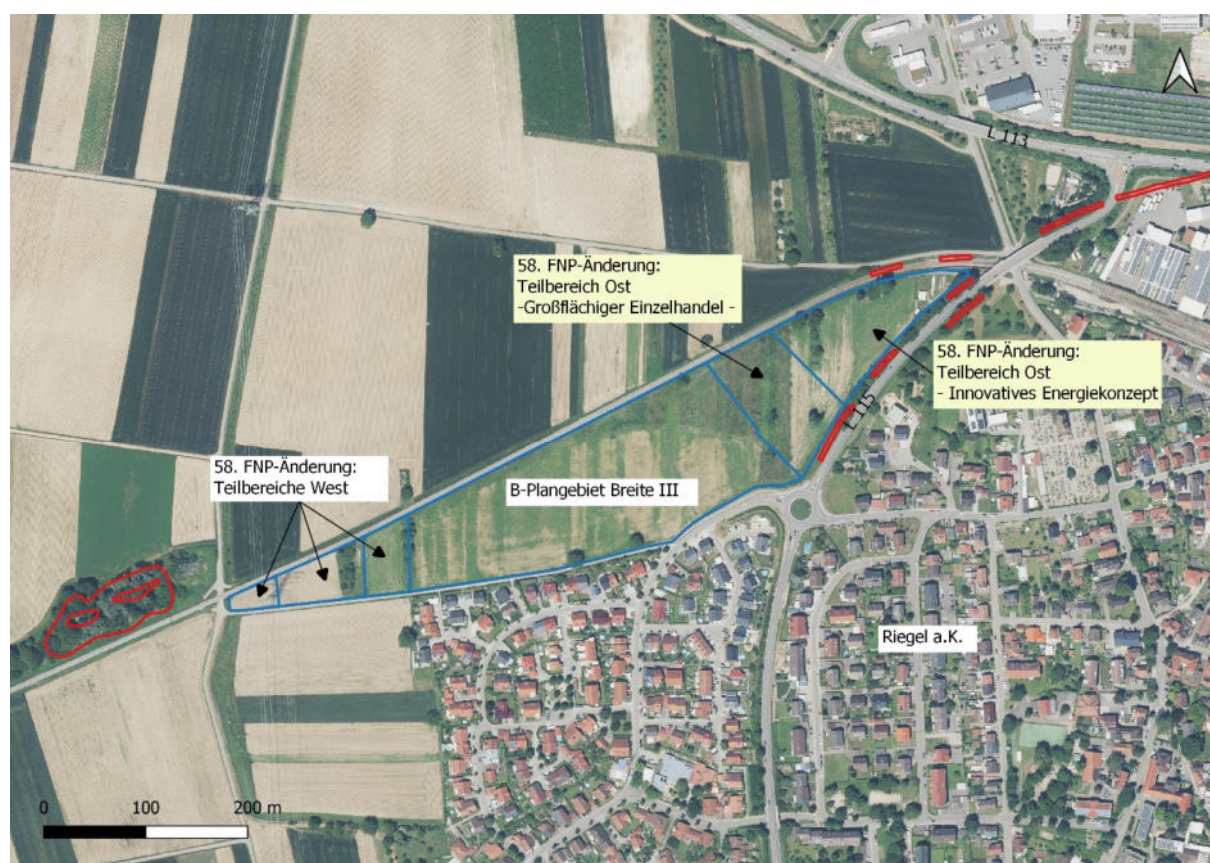 L 113
58. FNP-Änderung:
Teilbereich Ost
-Großflächiger Einzelhandel -
58. FNP-Änderung:
Teilbereich Ost
- Innovatives Energiekonzept
L 115
58. FNP-Änderung:
Teilbereiche West
B-Plangebiet Breite III
Riegel a.K.
0 100 200 m